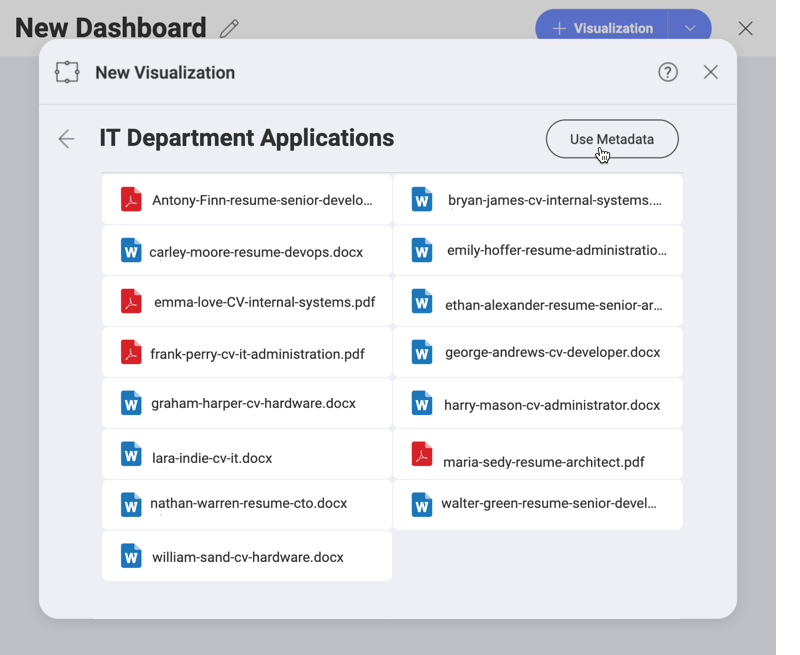 New Dashboard
Visualization
New Visualization
IT Department Applications
Use Metadata
Antony-Finn-resume-senior-develo...
bryan-james-cv-internal-systems....
carley-moore-resume-devops.docx
emily-hoffer-resume-administratio...
emma-love-CV-internal-systems.pdf
ethan-alexander-resume-senior-ar...
frank-perry-cv-it-administration.pdf
george-andrews-cv-developer.docx
graham-harper-cv-hardware.docx
harry-mason-cv-administrator.docx
lara-indie-cv-it.docx
maria-sedy-resume-architect.pdf
nathan-warren-resume-cto.docx
walter-green-resume-senior-devel...
william-sand-cv-hardware.docx